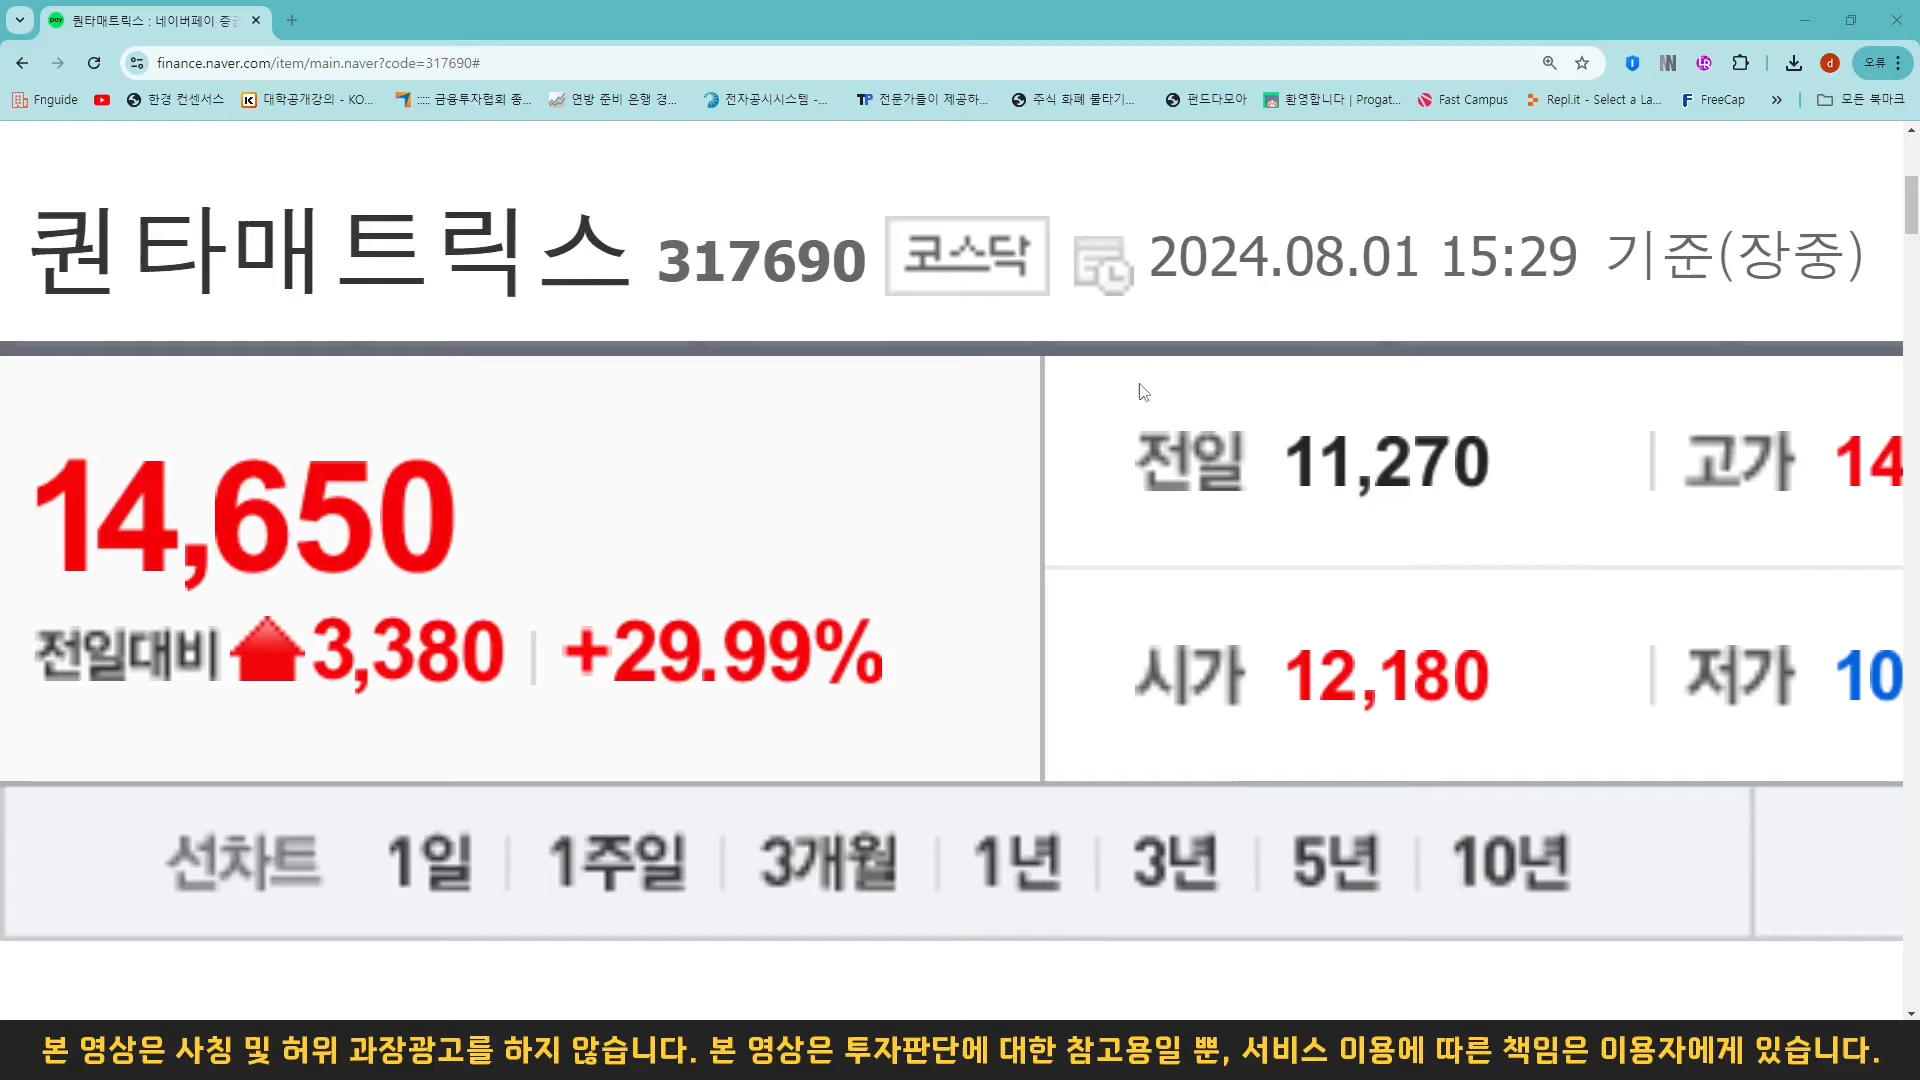 퀀타매트릭스 : 네이버페이 증권
finance.naver.com/item/main.naver?code=317690#
오류
Fnguide
한경 컨센서스
대학공개강의 - KO...
::::: 금융투자협회 종...
연방 준비 은행 경...
전자공시시스템 -...
전문가들이 제공하...
주식 화폐 물타기...
펀드다모아
환영합니다 | Progat...
Fast Campus
Repl.it - Select a La...
FreeCap
모든 북마크
퀀타매트릭스 317690 코스닥 2024.08.01 15:29 기준(장중)
14,650
전일대비 3,380 +29.99%
전일 11,270 고가 14
시가 12,180 저가 10
선차트 1일 1주일 3개월 1년 3년 5년 10년
본 영상은 사칭 및 허위 과장광고를 하지 않습니다. 본 영상은 투자판단에 대한 참고용일 뿐, 서비스 이용에 따른 책임은 이용자에게 있습니다.